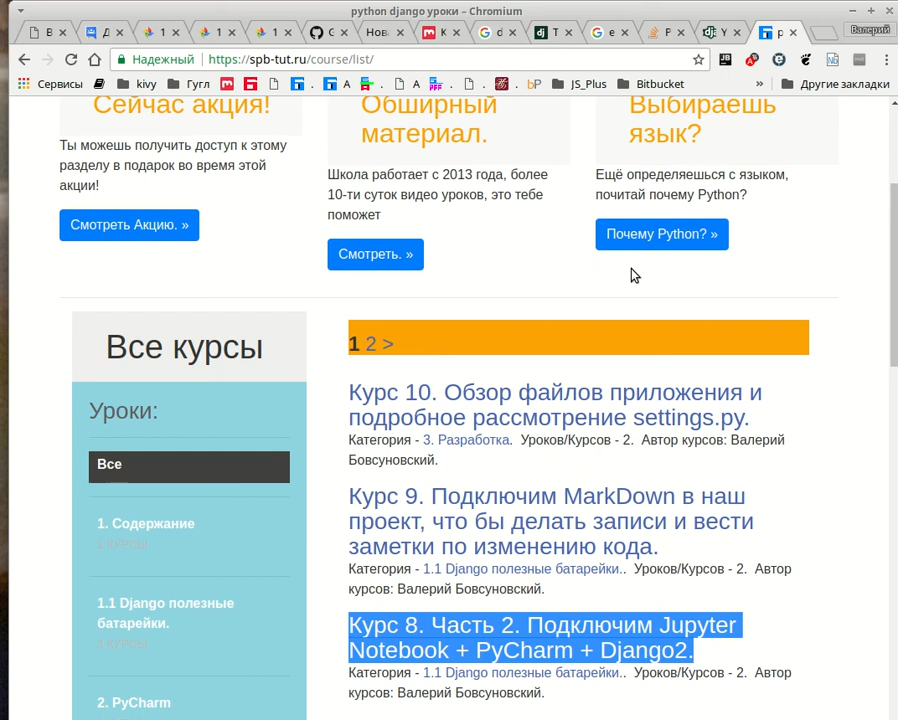 python django уроки – Chromium
Валерий
Надежный
https://spb-tut.ru/course/list/
Сервисы
kivy
Гугл
JS_Plus
Bitbucket
Другие закладки
Сейчас акция!
Ты можешь получить доступ к этому
разделу в подарок во время этой
акции!
Смотреть Акцию. »
Обширный
материал.
Школа работает с 2013 года, более
10-ти суток видео уроков, это тебе
поможет
Смотреть. »
Выбираешь
язык?
Ещё определяешься с языком,
почитай почему Python?
Почему Python? »
Все курсы
Уроки:
Все
1. Содержание
1.1 Django полезные
батарейки.
2. PyCharm
1 2 >
Курс 10. Обзор файлов приложения и
подробное рассмотрение settings.py.
Категория - 3. Разработка. Уроков/Курсов - 2. Автор курсов: Валерий
Бовсуновский.
Курс 9. Подключим MarkDown в наш
проект, что бы делать записи и вести
заметки по изменению кода.
Категория - 1.1 Django полезные батарейки.. Уроков/Курсов - 2. Автор
курсов: Валерий Бовсуновский.
Курс 8. Часть 2. Подключим Jupyter
Notebook + PyCharm + Django2.
Категория - 1.1 Django полезные батарейки.. Уроков/Курсов - 2. Автор
курсов: Валерий Бовсуновский.